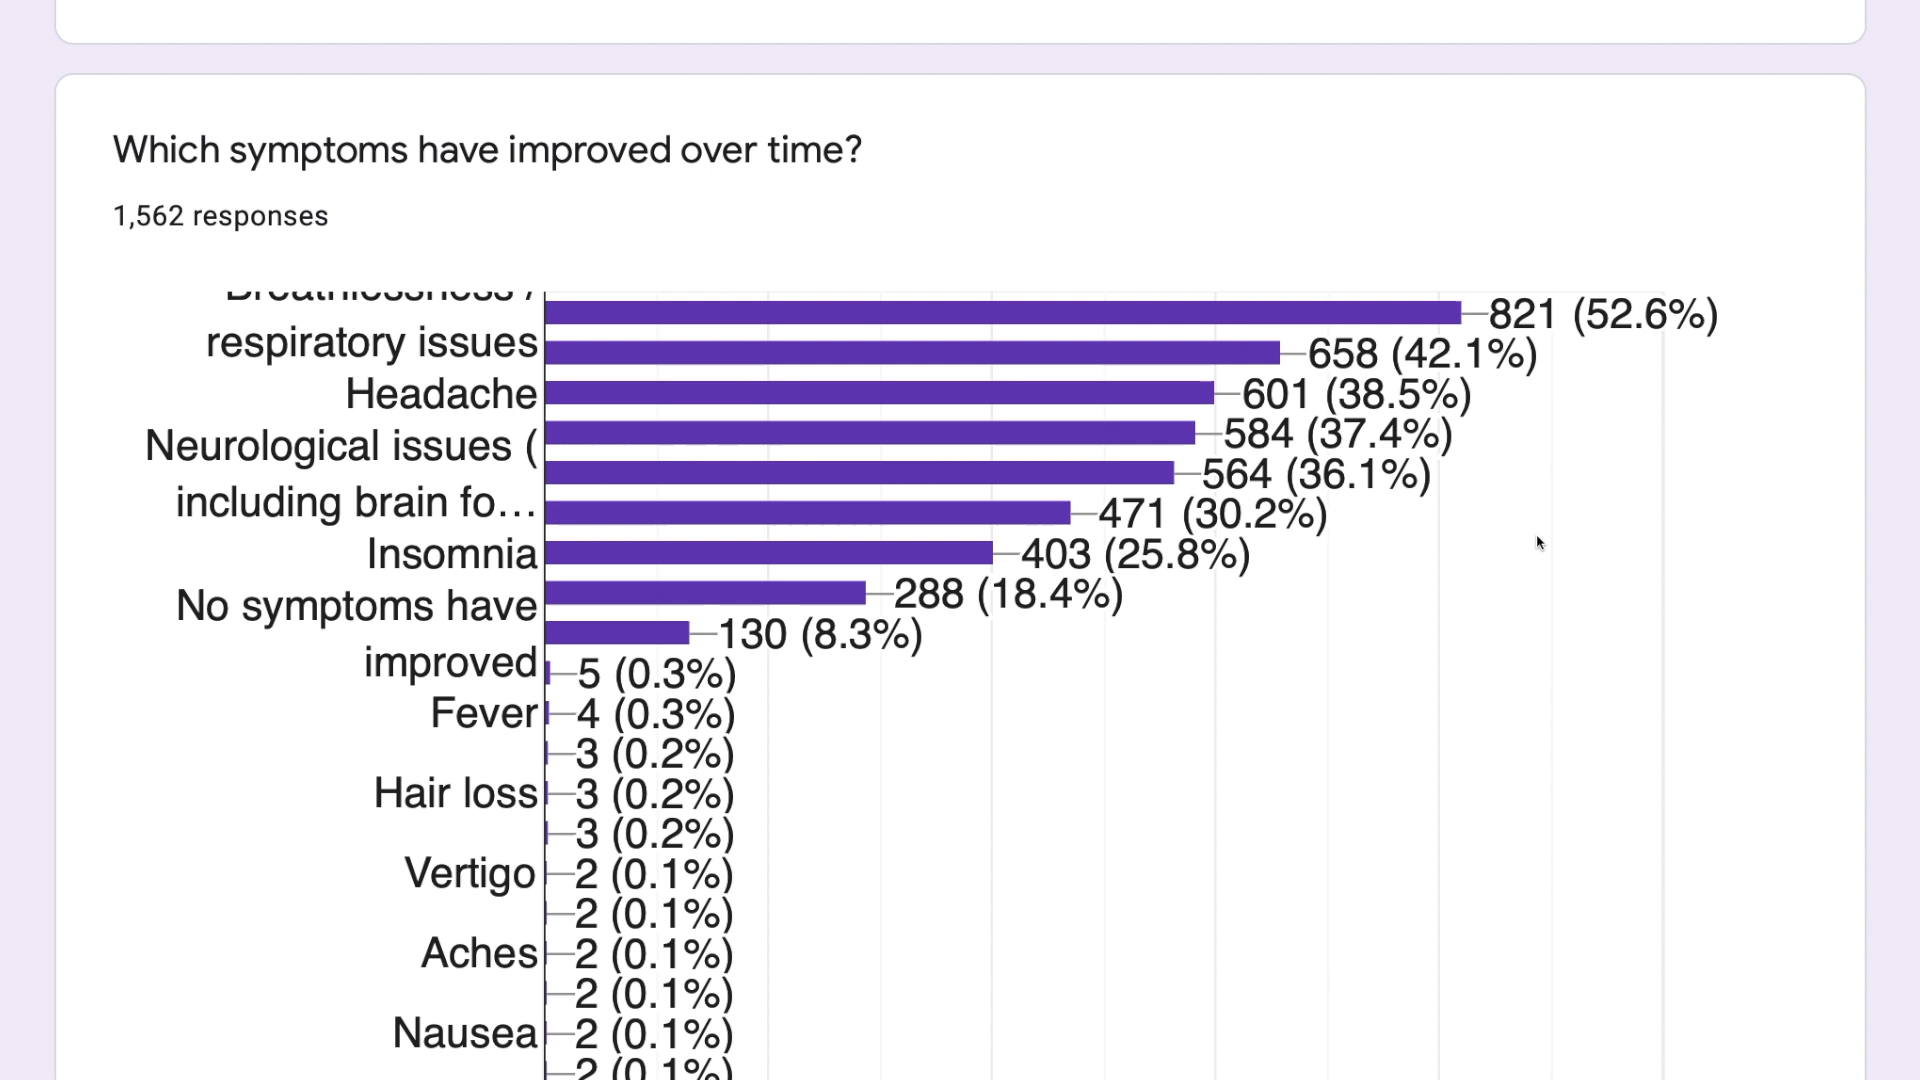 Which symptoms have improved over time?
1,562 responses
Breathlessness /
821 (52.6%)
respiratory issues
658 (42.1%)
Headache
601 (38.5%)
Neurological issues (
584 (37.4%)
564 (36.1%)
including brain fo...
471 (30.2%)
Insomnia
403 (25.8%)
No symptoms have
288 (18.4%)
130 (8.3%)
improved
5 (0.3%)
Fever
4 (0.3%)
3 (0.2%)
Hair loss
3 (0.2%)
3 (0.2%)
Vertigo
2 (0.1%)
2 (0.1%)
Aches
2 (0.1%)
2 (0.1%)
Nausea
2 (0.1%)
2 (0.1%)